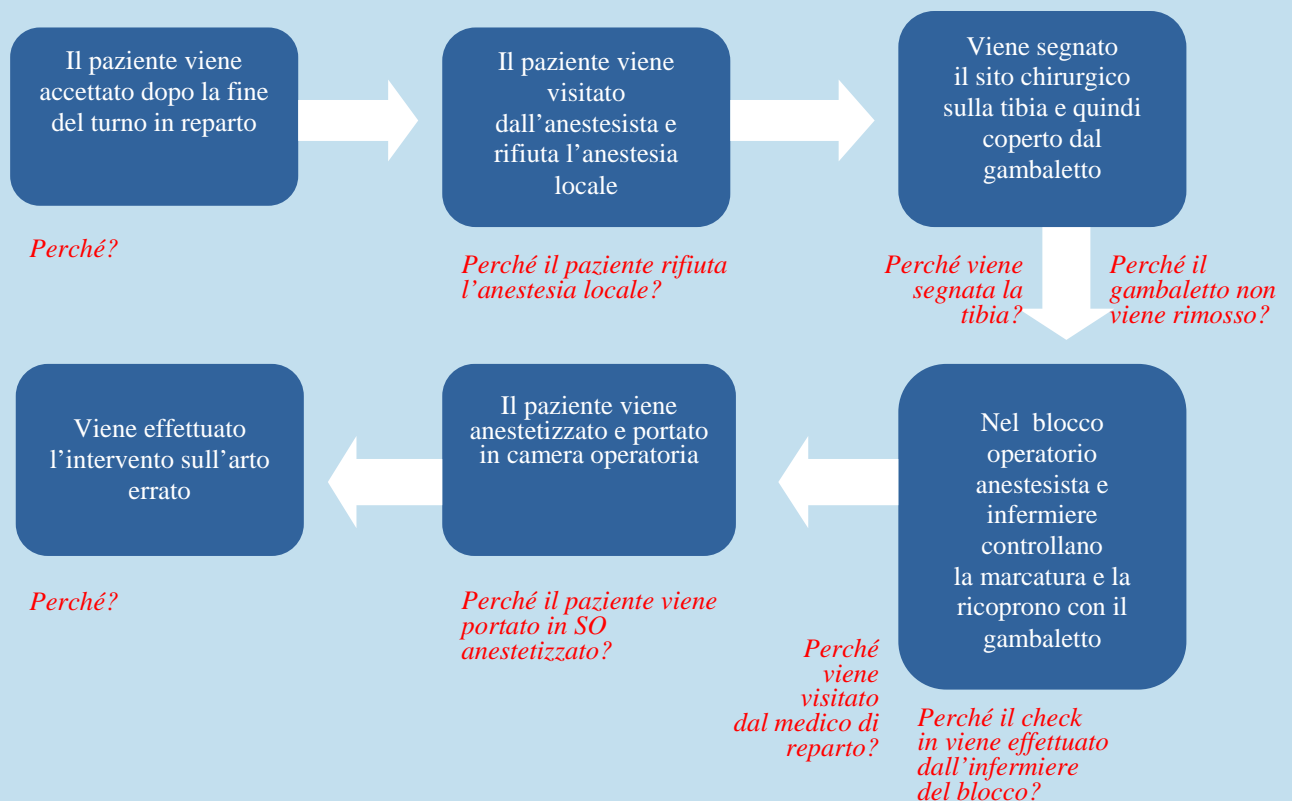 Il paziente viene
accettato dopo la fine
del turno in reparto
Perché?
Il paziente viene
visitato
dall’anestesista e
rifiuta l’anestesia
locale
Perché il paziente rifiuta
l’anestesia locale?
Viene segnato
il sito chirurgico
sulla tibia e quindi
coperto dal
gambaletto
Perché viene
segnata la
tibia?
Perché il
gambaletto non
viene rimosso?
Nel blocco
operatorio
anestesista e
infermiere
controllano
la marcatura e la
ricoprono con il
gambaletto
Perché
viene
visitato
dal medico di
reparto?
Perché il check
in viene effettuato
dall’infermiere
del blocco?
Il paziente viene
anestetizzato e portato
in camera operatoria
Perché il paziente viene
portato in SO
anestetizzato?
Viene effettuato
l’intervento sull’arto
errato
Perché?